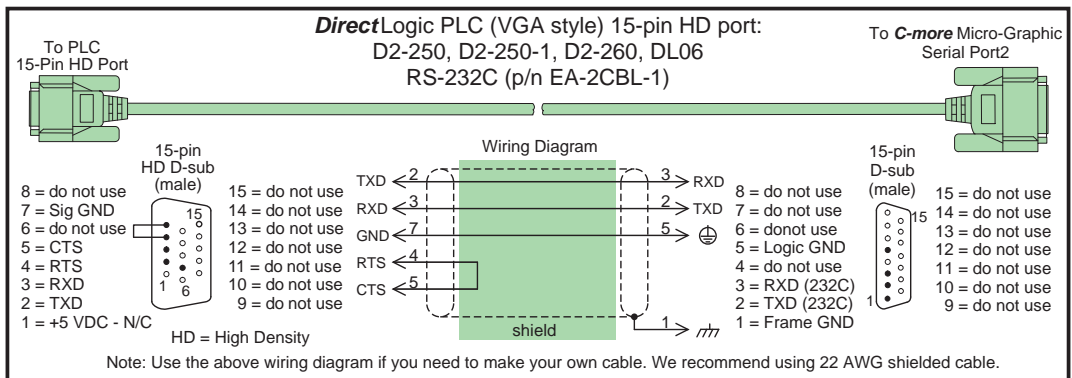 DirectLogic PLC (VGA style) 15-pin HD port:
D2-250, D2-250-1, D2-260, DL06
RS-232C (p/n EA-2CBL-1)
To PLC
15-Pin HD Port
To C-more Micro-Graphic
Serial Port2
15-pin
HD D-sub
(male)
8 = do not use
7 = Sig GND
6 = do not use
5 = CTS
4 = RTS
3 = RXD
2 = TXD
1 = +5 VDC - N/C
15
1
6
15 = do not use
14 = do not use
13 = do not use
12 = do not use
11 = do not use
10 = do not use
9 = do not use
HD = High Density
Wiring Diagram
TXD 2 3 RXD
RXD 3 2 TXD
GND 7 5
RTS 4
CTS 5
shield
1
8 = do not use
7 = do not use
6 = donot use
5 = Logic GND
4 = do not use
3 = RXD (232C)
2 = TXD (232C)
1 = Frame GND
15-pin
D-sub
(male)
15
1
15 = do not use
14 = do not use
13 = do not use
12 = do not use
11 = do not use
10 = do not use
9 = do not use
Note: Use the above wiring diagram if you need to make your own cable. We recommend using 22 AWG shielded cable.